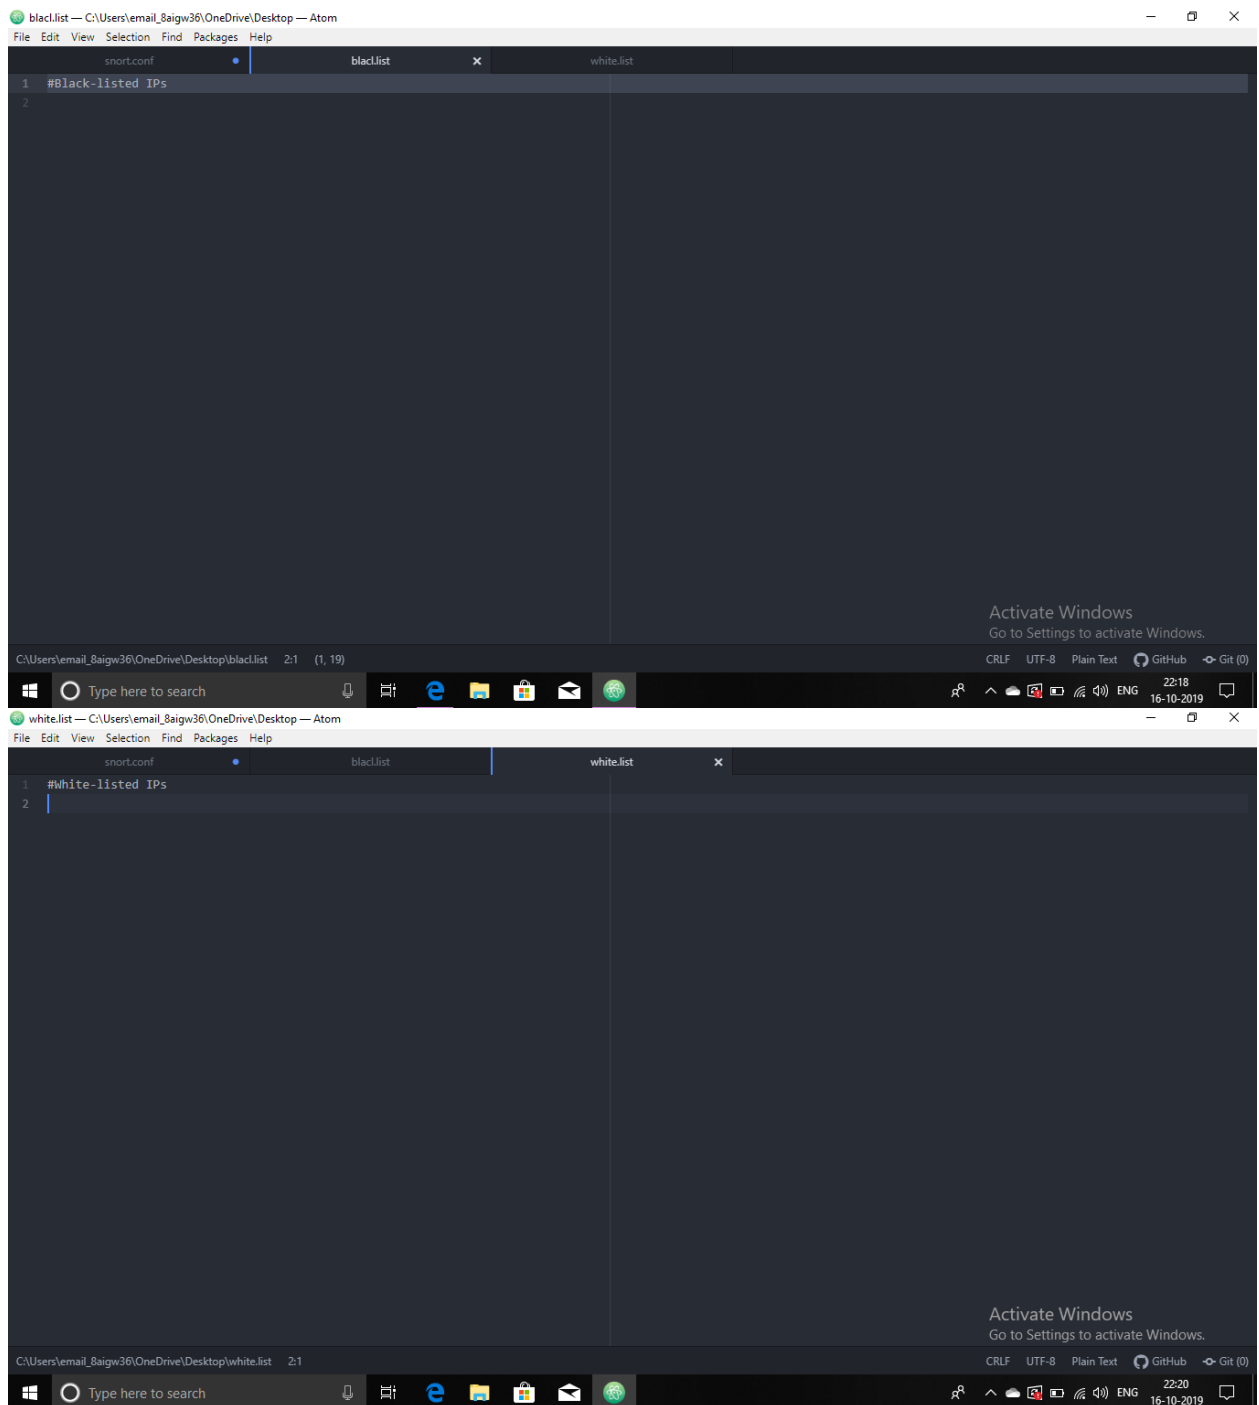 blacl.list — C:\Users\email_8aigw36\OneDrive\Desktop — Atom
File Edit View Selection Find Packages Help
snort.conf blacl.list white.list
1 #Black-listed IPs
2
Activate Windows
Go to Settings to activate Windows.
C:\Users\email_8aigw36\OneDrive\Desktop\blacl.list 2:1 (1, 19) CRLF UTF-8 Plain Text GitHub Git (0)
Type here to search ENG 22:18
16-10-2019
white.list — C:\Users\email_8aigw36\OneDrive\Desktop — Atom
File Edit View Selection Find Packages Help
snort.conf blacl.list white.list
1 #White-listed IPs
2
Activate Windows
Go to Settings to activate Windows.
C:\Users\email_8aigw36\OneDrive\Desktop\white.list 2:1 CRLF UTF-8 Plain Text GitHub Git (0)
Type here to search ENG 22:20
16-10-2019